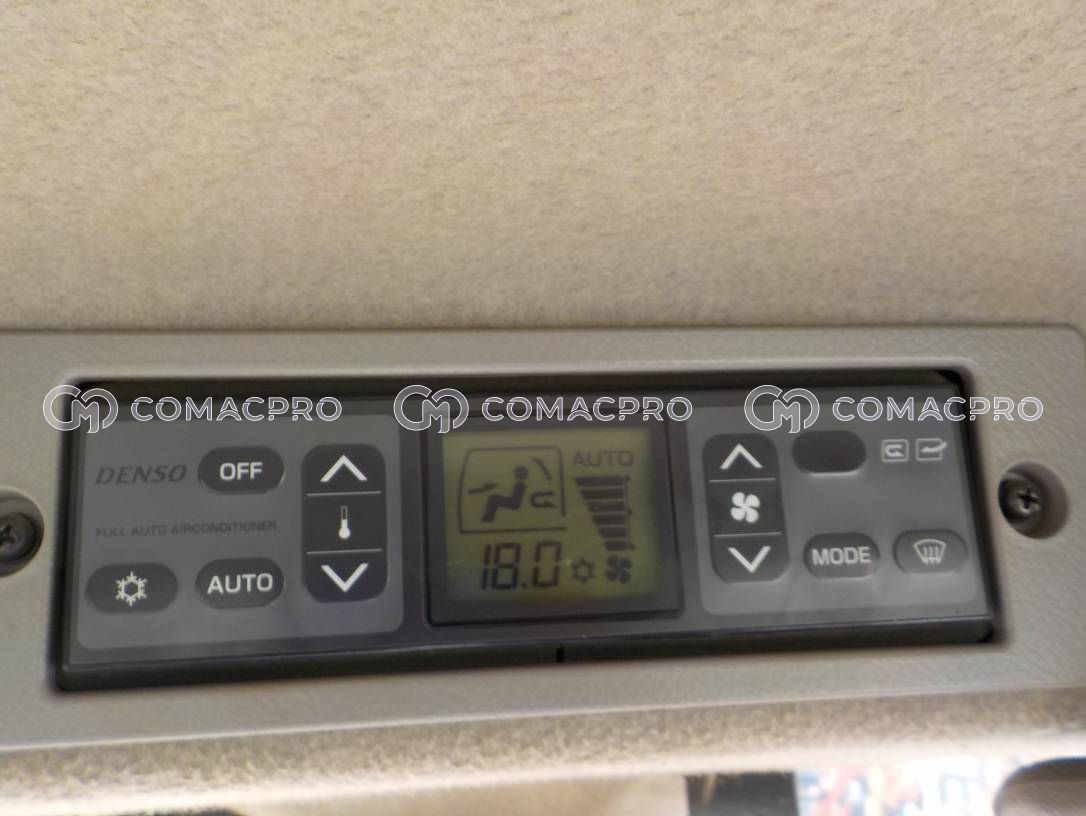 COMACPRO COMACPRO COMACPRO
DENSO OFF
FULL AUTO AIRCONDITIONER
AUTO
AUTO
18.0
MODE